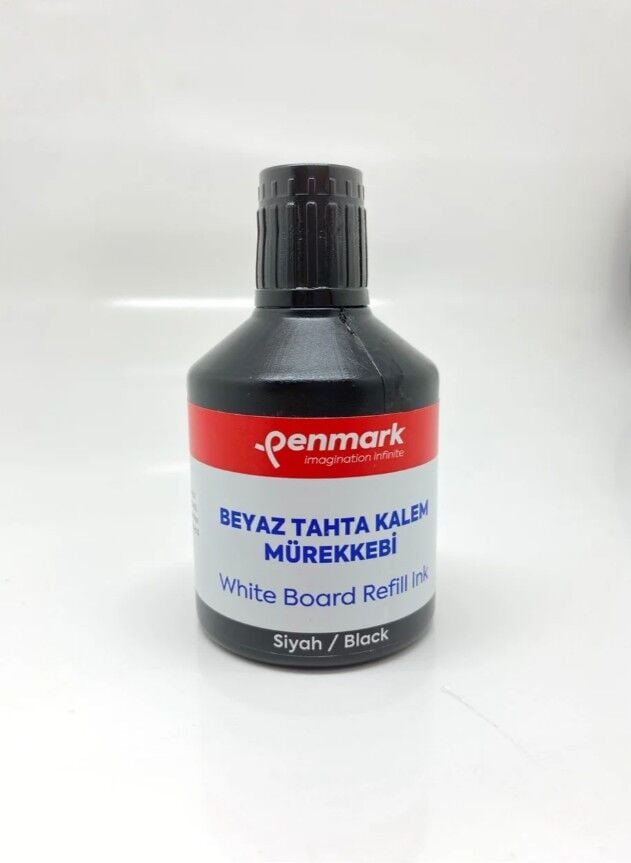 penmark
imagination infinite
BEYAZ TAHTA KALEM
MÜREKKEBİ
White Board Refill Ink
Siyah / Black